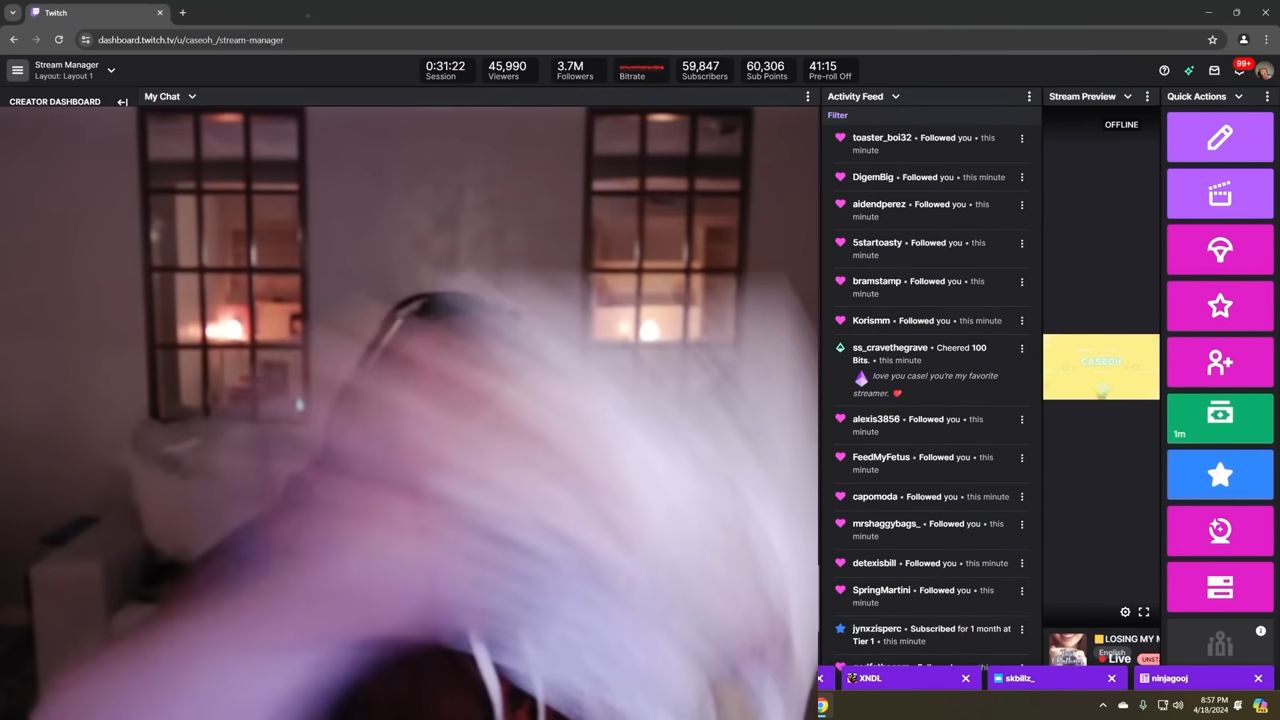 Twitch
dashboard.twitch.tv/u/caseoh_/stream-manager
Stream Manager
Layout: Layout 1
0:31:22
Session
45,990
Viewers
3.7M
Followers
Bitrate
59,847
Subscribers
60,306
Sub Points
41:15
Pre-roll Off
99+
CREATOR DASHBOARD
My Chat
Activity Feed
Filter
toaster_boi32 • Followed you • this
minute
DigemBig • Followed you • this minute
aidendperez • Followed you • this
minute
5startoasty • Followed you • this
minute
bramstamp • Followed you • this
minute
Korismm • Followed you • this minute
ss_cravethegrave • Cheered 100
Bits. • this minute
love you case! you're my favorite
streamer. ❤️
alexis3856 • Followed you • this
minute
FeedMyFetus • Followed you • this
minute
capomoda • Followed you • this minute
mrshaggybags_ • Followed you • this
minute
detexisbill • Followed you • this minute
SpringMartini • Followed you • this
minute
jynxzisperc • Subscribed for 1 month at
Tier 1 • this minute
Stream Preview
OFFLINE
CASEOH
LOSING MY M
English
Live
UNST
Quick Actions
1m
XNDL
skbillz_
ninjagooj
8:57 PM
4/18/2024